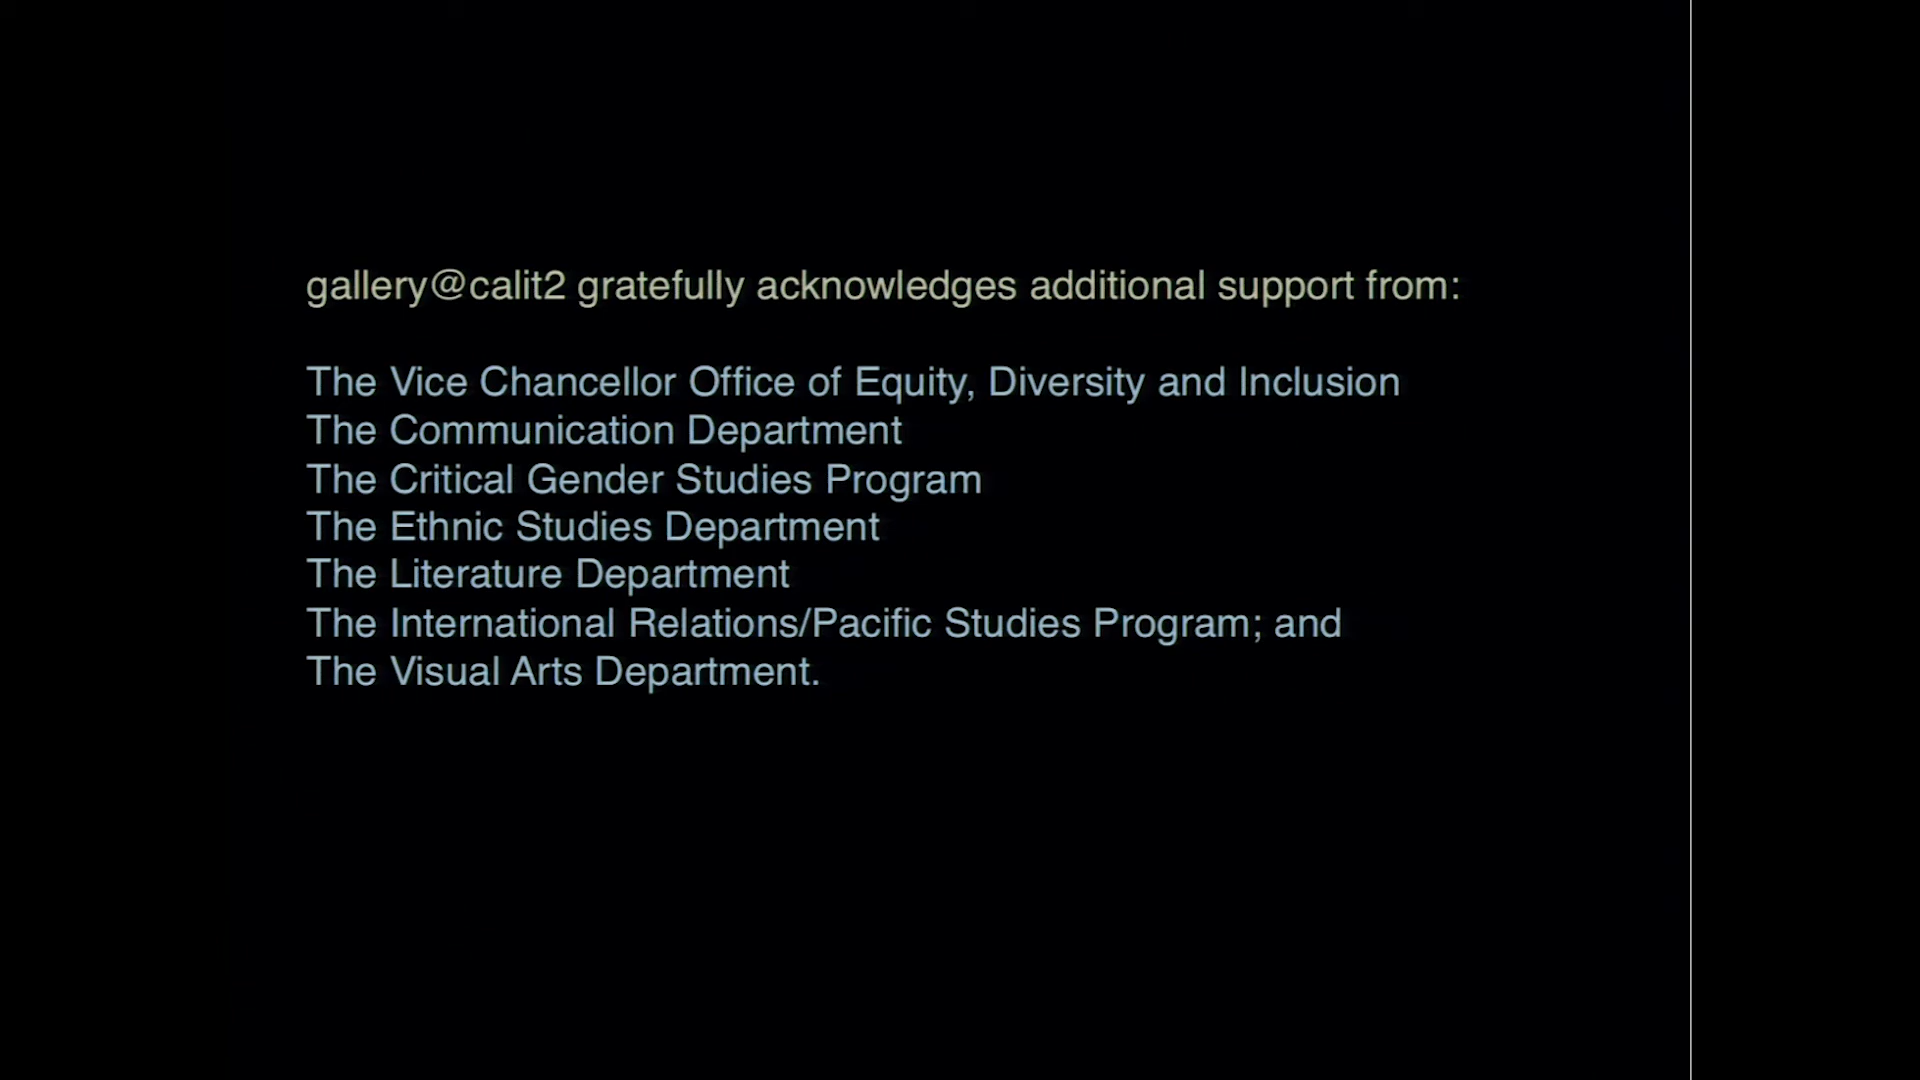 gallery@calit2 gratefully acknowledges additional support from:
The Vice Chancellor Office of Equity, Diversity and Inclusion
The Communication Department
The Critical Gender Studies Program
The Ethnic Studies Department
The Literature Department
The International Relations/Pacific Studies Program; and
The Visual Arts Department.